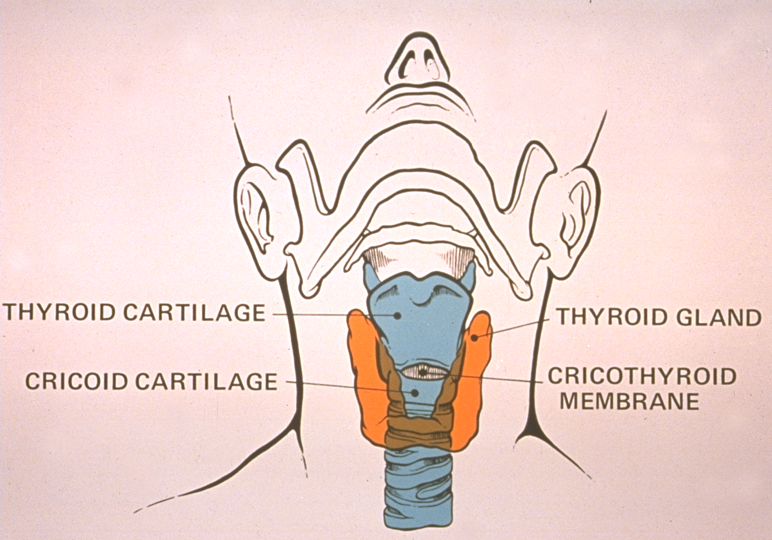 THYROID CARTILAGE
THYROID GLAND
CRICOID CARTILAGE
CRICOTHYROID
MEMBRANE